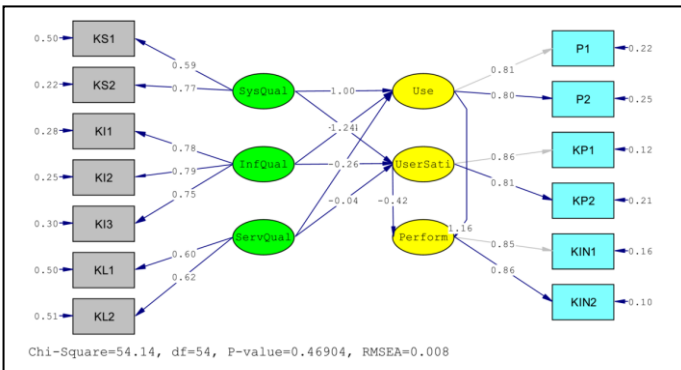 0.50 KS1
0.22 KS2
0.28 KI1
0.25 KI2
0.30 KI3
0.50 KL1
0.51 KL2
0.59
0.77
0.78
0.79
0.75
0.60
0.62
SysQual
InfQual
ServQual
1.00
-1.24
-0.26
-0.04
-0.42
1.16
Use
UserSati
Perform
0.81
0.80
0.86
0.81
0.85
0.86
P1 0.22
P2 0.25
KP1 0.12
KP2 0.21
KIN1 0.16
KIN2 0.10
Chi-Square=54.14, df=54, P-value=0.46904, RMSEA=0.008